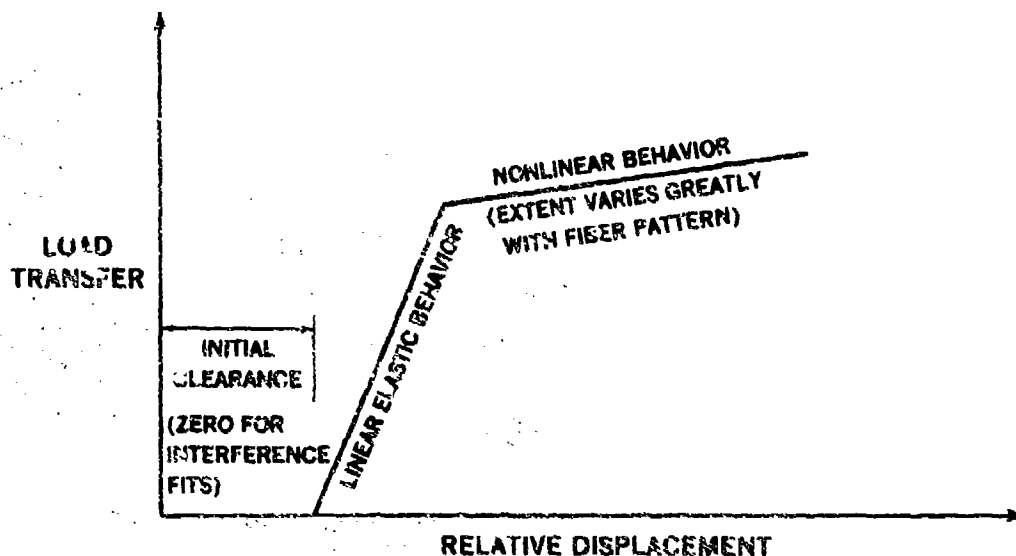 NONLINEAR BEHAVIOR
(EXTENT VARIES GREATLY
WITH FIBER PATTERN)
LOAD
TRANSFER
LINEAR ELASTIC BEHAVIOR
INITIAL
CLEARANCE
(ZERO FOR
INTERFERENCE
FITS)
RELATIVE DISPLACEMENT